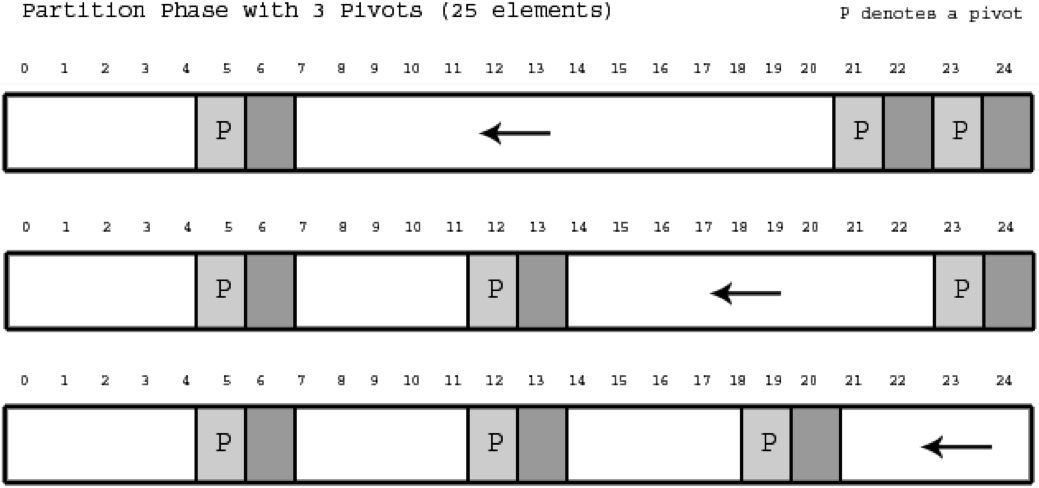 Partition Phase with 3 Pivots (25 elements) P denotes a pivot
0 1 2 3 4 5 6 7 8 9 10 11 12 13 14 15 16 17 18 19 20 21 22 23 24
P P P
0 1 2 3 4 5 6 7 8 9 10 11 12 13 14 15 16 17 18 19 20 21 22 23 24
P P P
0 1 2 3 4 5 6 7 8 9 10 11 12 13 14 15 16 17 18 19 20 21 22 23 24
P P P